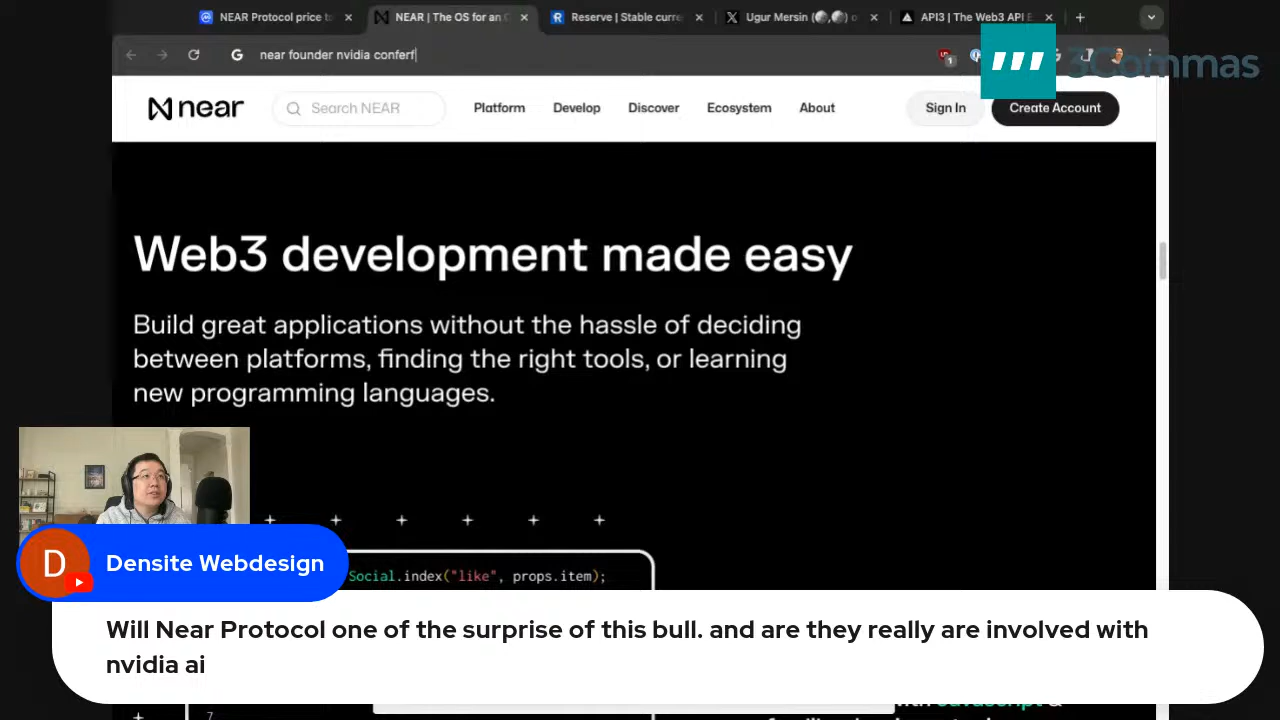 NEAR Protocol price t
NEAR | The OS for an O
Reserve | Stable curre
Ugur Mersin
API3 | The Web3 API E
near founder nvidia conferf
3Commas
near
Search NEAR
Platform
Develop
Discover
Ecosystem
About
Sign In
Create Account
Web3 development made easy
Build great applications without the hassle of deciding
between platforms, finding the right tools, or learning
new programming languages.
Social.index("like", props.item);
D
Densite Webdesign
Will Near Protocol one of the surprise of this bull. and are they really are involved with
nvidia ai
7